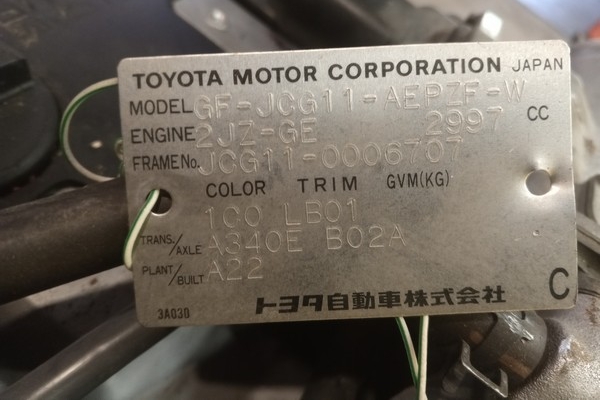 TOYOTA MOTOR CORPORATION JAPAN
MODEL GF-JCG11-AEPZF-W
ENGINE 2JZ-GE 2997 CC
FRAME No. JCG11-0006707
COLOR TRIM GVM(KG)
100 LB01
TRANS./AXLE A340E B02A
PLANT/BUILT A22
トヨタ自動車株式会社 C
3A030